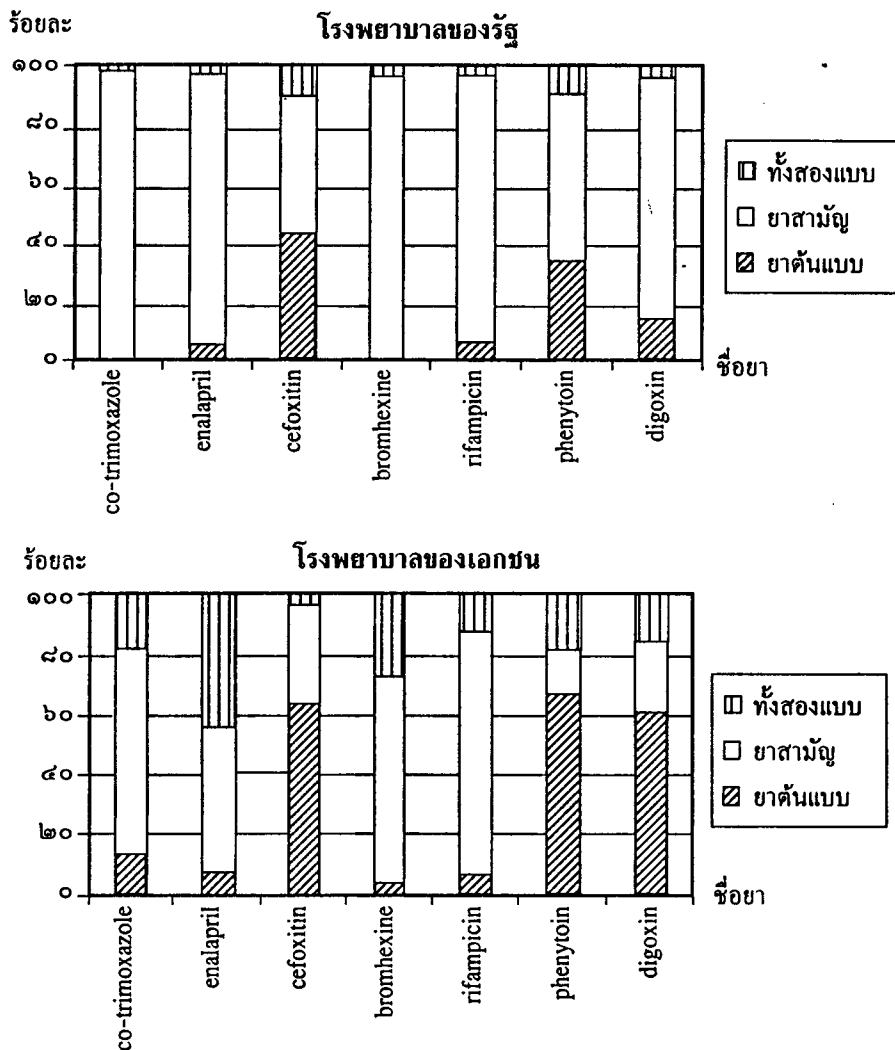 ร้อยละ
โรงพยาบาลของรัฐ
๑๐๐
๘๐
๖๐
๔๐
๒๐
๐
ทั้งสองแบบ
ยาสามัญ
ยาต้นแบบ
ชื่อยา
co-trimoxazole
enalapril
cefoxitin
bromhexine
rifampicin
phenytoin
digoxin
ร้อยละ
โรงพยาบาลของเอกชน
๑๐๐
๘๐
๖๐
๔๐
๒๐
๐
ทั้งสองแบบ
ยาสามัญ
ยาต้นแบบ
ชื่อยา
co-trimoxazole
enalapril
cefoxitin
bromhexine
rifampicin
phenytoin
digoxin